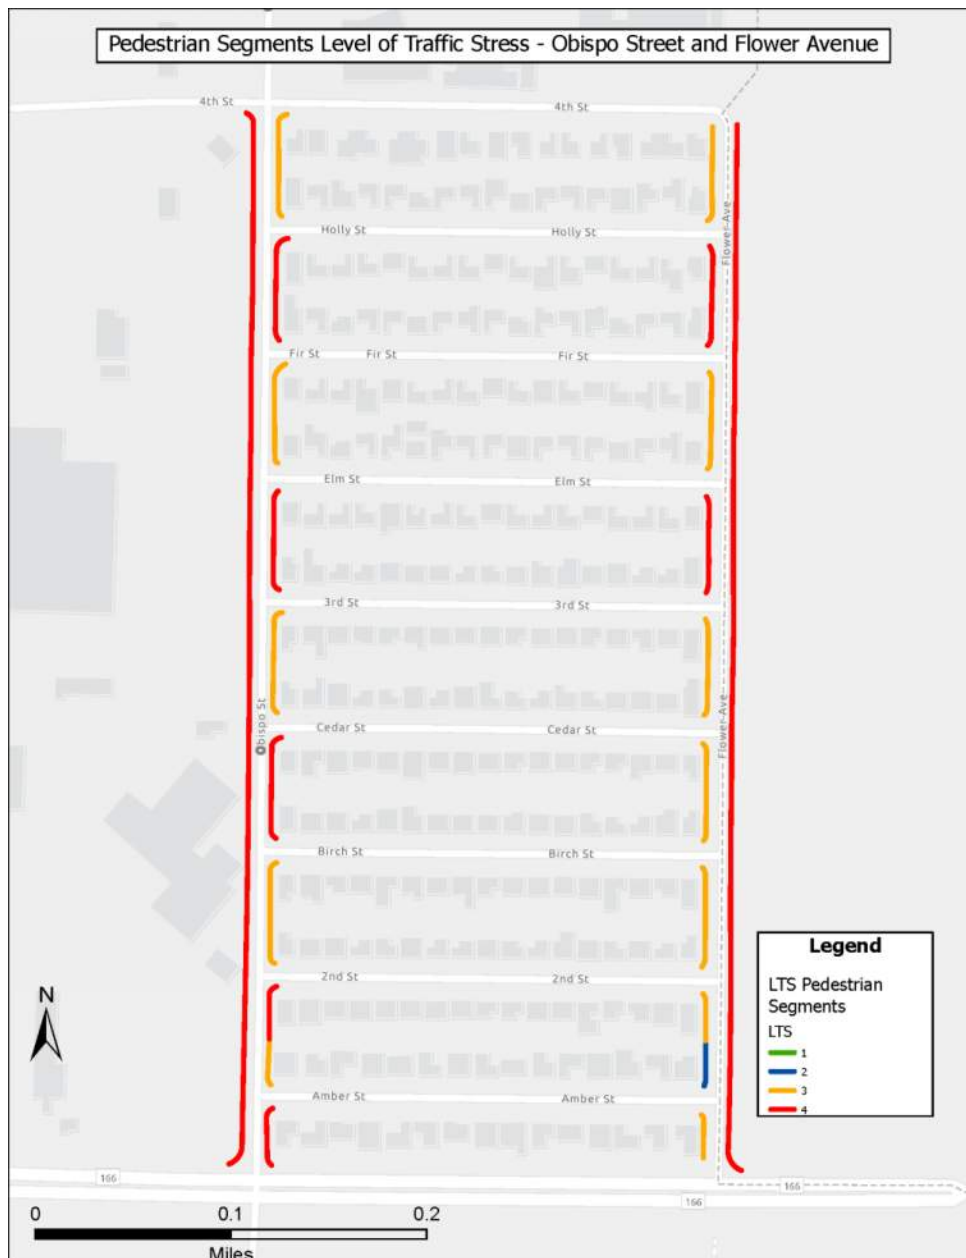 Pedestrian Segments Level of Traffic Stress - Obispo Street and Flower Avenue
4th St
4th St
Holly St
Holly St
Flower Ave
Fir St
Fir St
Fir St
Elm St
Elm St
3rd St
3rd St
Obispo St
Cedar St
Cedar St
Flower Ave
Birch St
Birch St
2nd St
2nd St
Amber St
Amber St
Legend
LTS Pedestrian
Segments
LTS
1
2
3
4
N
166
166
166
0
0.1
0.2
Miles